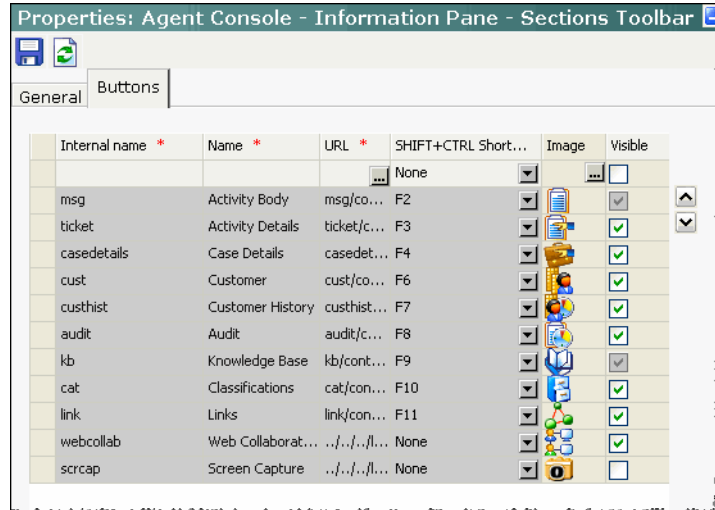 Properties: Agent Console - Information Pane - Sections Toolbar
General Buttons
Internal name * Name * URL * SHIFT+CTRL Short... Image Visible
... None ...
msg Activity Body msg/co... F2
ticket Activity Details ticket/c... F3
casedetails Case Details casedet... F4
cust Customer cust/co... F6
custhist Customer History custhist... F7
audit Audit audit/c... F8
kb Knowledge Base kb/cont... F9
cat Classifications cat/con... F10
link Links link/con... F11
webcollab Web Collaborat... ../../../l... None
scrcap Screen Capture ../../../l... None